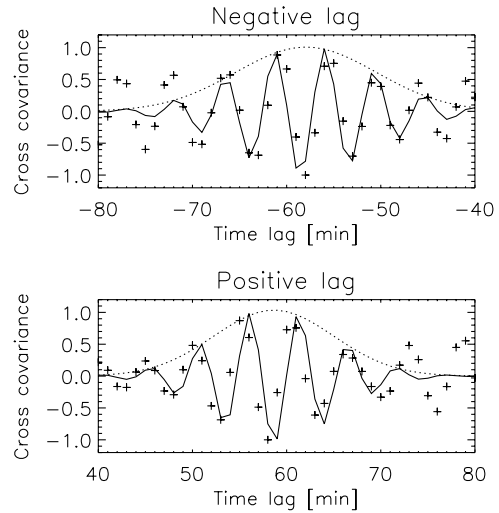 Negative lag
Cross covariance
1.0
0.5
0.0
−0.5
−1.0
−80 −70 −60 −50 −40
Time lag [min]
Positive lag
Cross covariance
1.0
0.5
0.0
−0.5
−1.0
40 50 60 70 80
Time lag [min]